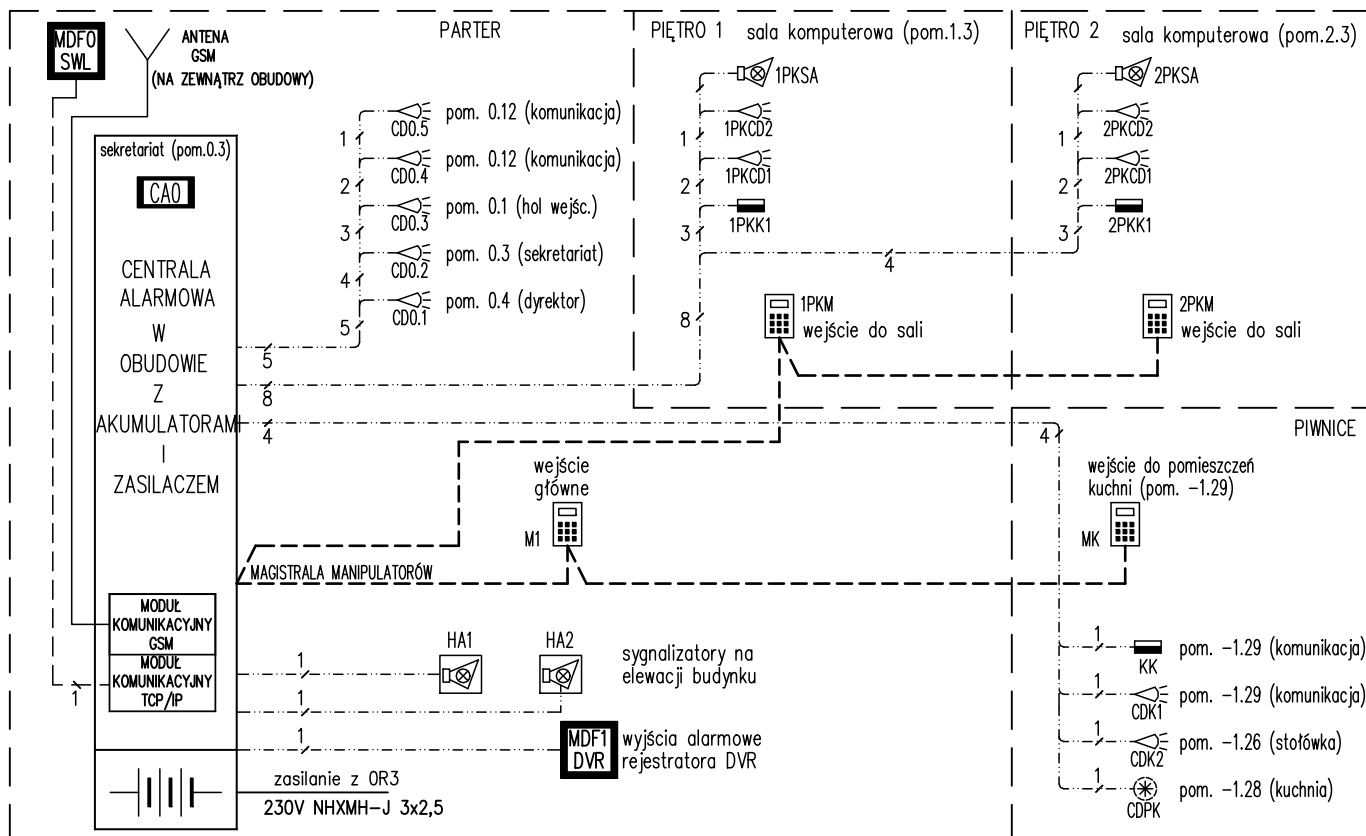 MDF0
SWL
ANTENA
GSM
(NA ZEWNĄTRZ OBUDOWY)
PARTER
sekretariat (pom.0.3)
CA0
CENTRALA
ALARMOWA
W
OBUDOWIE
Z
AKUMULATORAMI
I
ZASILACZEM
1
CD0.5
pom. 0.12 (komunikacja)
2
CD0.4
pom. 0.12 (komunikacja)
3
CD0.3
pom. 0.1 (hol wejśc.)
4
CD0.2
pom. 0.3 (sekretariat)
5
CD0.1
pom. 0.4 (dyrektor)
5
8
4
PIĘTRO 1
sala komputerowa (pom.1.3)
1PKSA
1
1PKCD2
2
1PKCD1
3
1PKK1
8
4
1PKM
wejście do sali
PIĘTRO 2
sala komputerowa (pom.2.3)
2PKSA
1
2PKCD2
2
2PKCD1
3
2PKK1
2PKM
wejście do sali
wejście
główne
M1
MAGISTRALA MANIPULATORÓW
MODUŁ
KOMUNIKACYJNY
GSM
MODUŁ
KOMUNIKACYJNY
TCP/IP
1
1
HA1
HA2
1
sygnalizatory na
elewacji budynku
1
MDF1
DVR
wyjścia alarmowe
rejestratora DVR
zasilanie z 0R3
230V NHXMH-J 3x2,5
PIWNICE
4
wejście do pomieszczeń
kuchni (pom. -1.29)
MK
1
KK
pom. -1.29 (komunikacja)
1
CDK1
pom. -1.29 (komunikacja)
1
CDK2
pom. -1.26 (stołówka)
1
CDPK
pom. -1.28 (kuchnia)